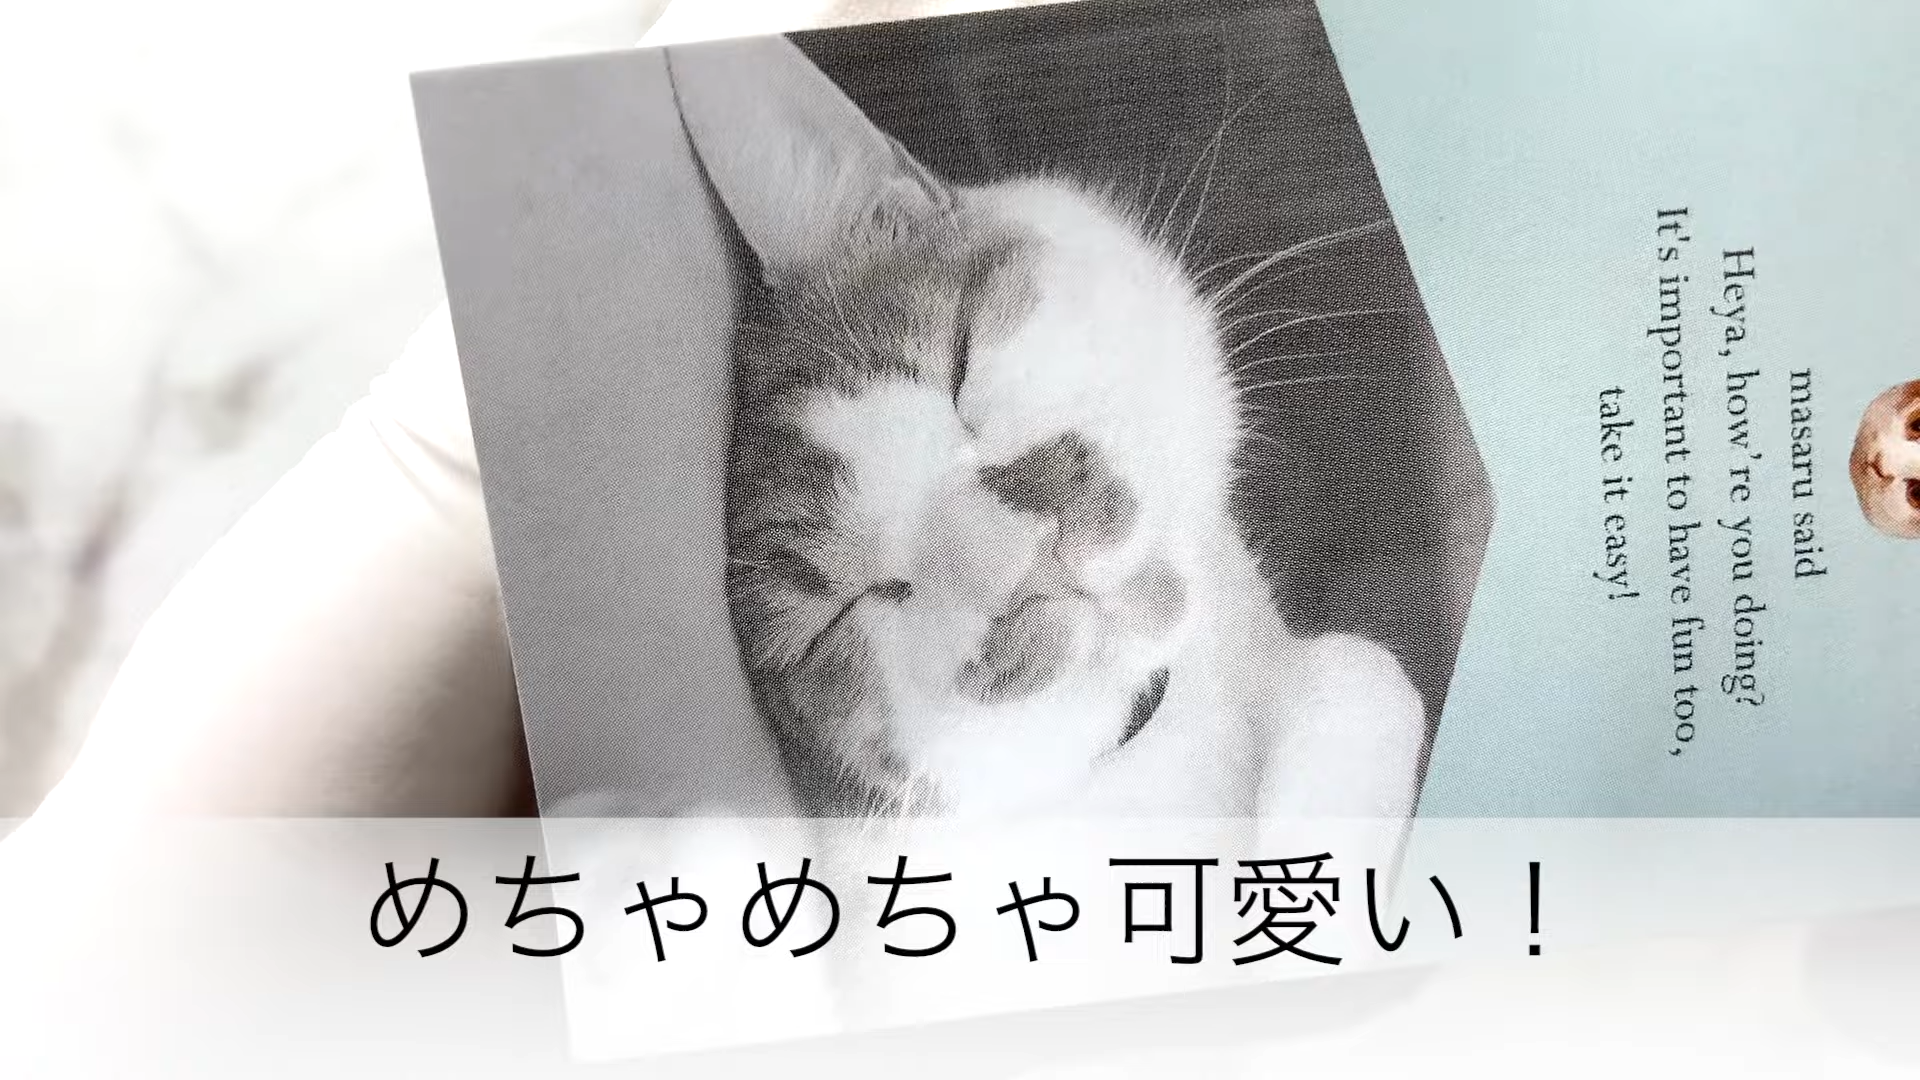 masaru said
Heya, how're you doing?
It's important to have fun too,
take it easy!
めちゃめちゃ可愛い！